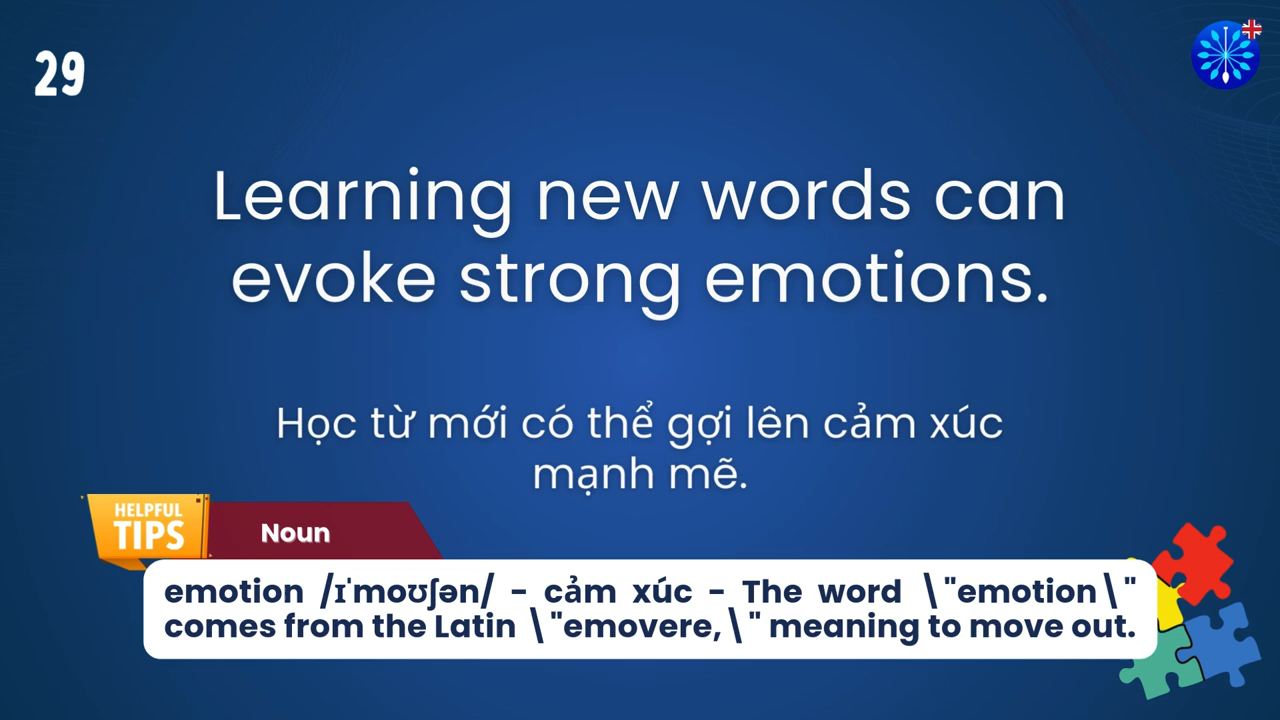 29
Learning new words can
evoke strong emotions.
Học từ mới có thể gợi lên cảm xúc
mạnh mẽ.
HELPFUL
TIPS
Noun
emotion /ɪˈmoʊʃən/ - cảm xúc - The word \"emotion\"
comes from the Latin \"emovere,\" meaning to move out.